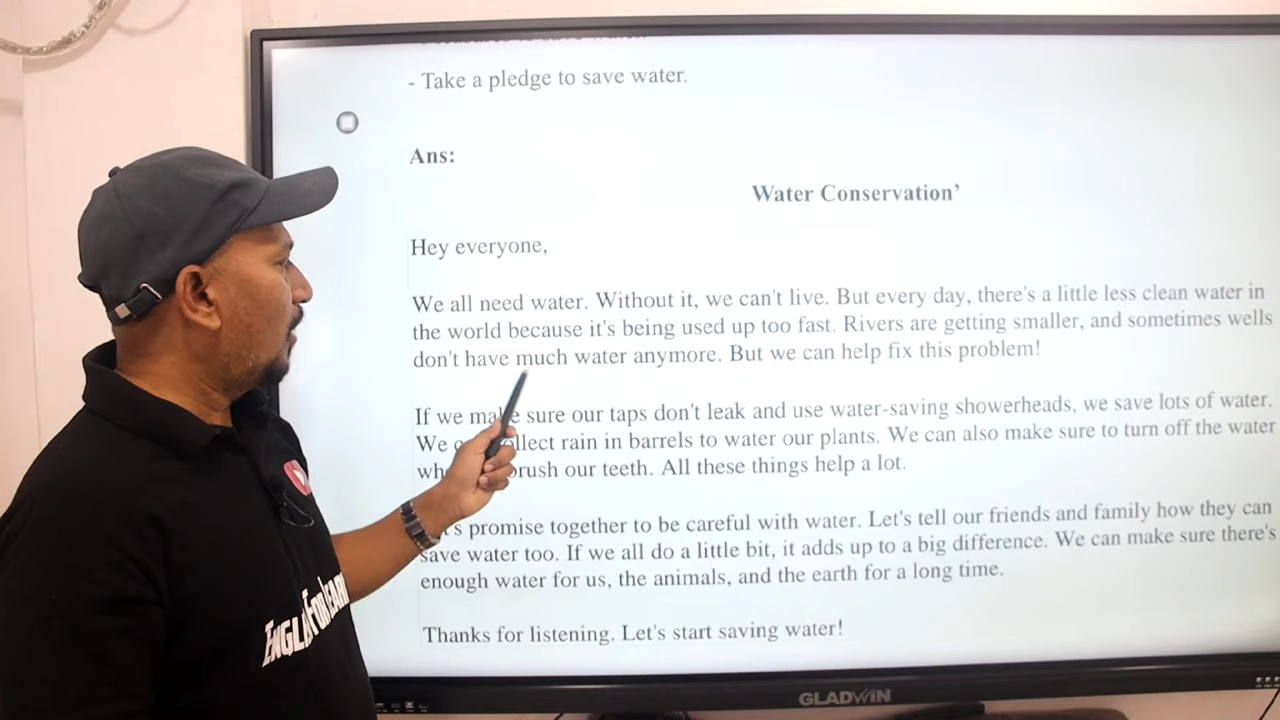 - Take a pledge to save water.
Ans:
Water Conservation’
Hey everyone,
We all need water. Without it, we can't live. But every day, there's a little less clean water in
the world because it's being used up too fast. Rivers are getting smaller, and sometimes wells
don't have much water anymore. But we can help fix this problem!
If we make sure our taps don't leak and use water-saving showerheads, we save lots of water.
We collect rain in barrels to water our plants. We can also make sure to turn off the water
brush our teeth. All these things help a lot.
promise together to be careful with water. Let's tell our friends and family how they can
save water too. If we all do a little bit, it adds up to a big difference. We can make sure there's
enough water for us, the animals, and the earth for a long time.
Thanks for listening. Let's start saving water!
GLADWIN